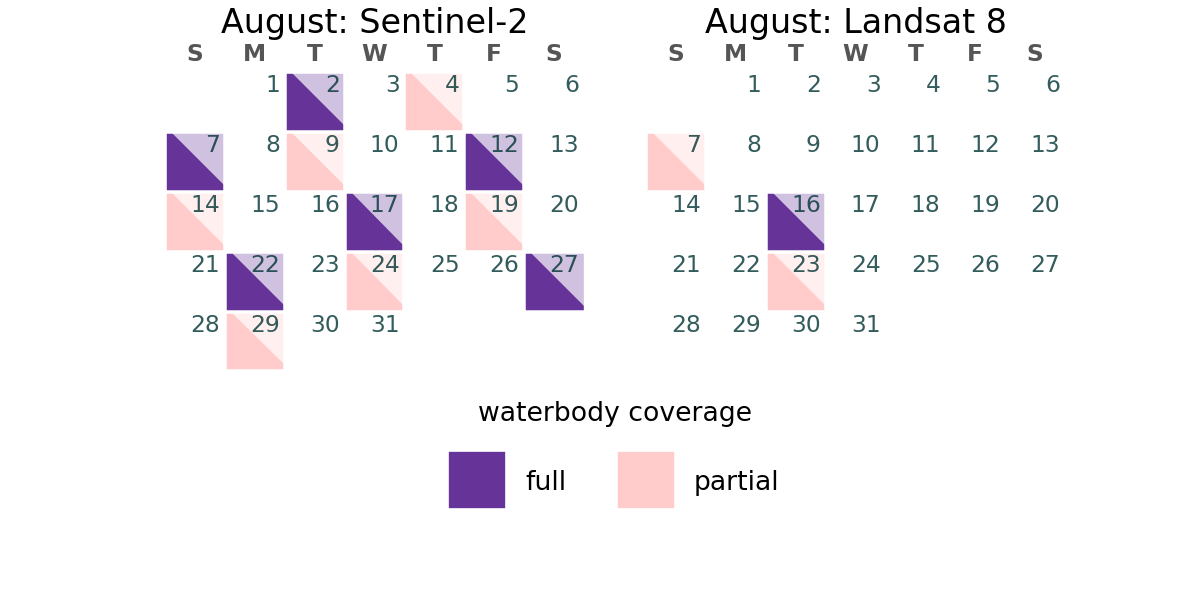 August: Sentinel-2
S M T W T F S
1 2 3 4 5 6
7 8 9 10 11 12 13
14 15 16 17 18 19 20
21 22 23 24 25 26 27
28 29 30 31
August: Landsat 8
S M T W T F S
1 2 3 4 5 6
7 8 9 10 11 12 13
14 15 16 17 18 19 20
21 22 23 24 25 26 27
28 29 30 31
waterbody coverage
full
partial